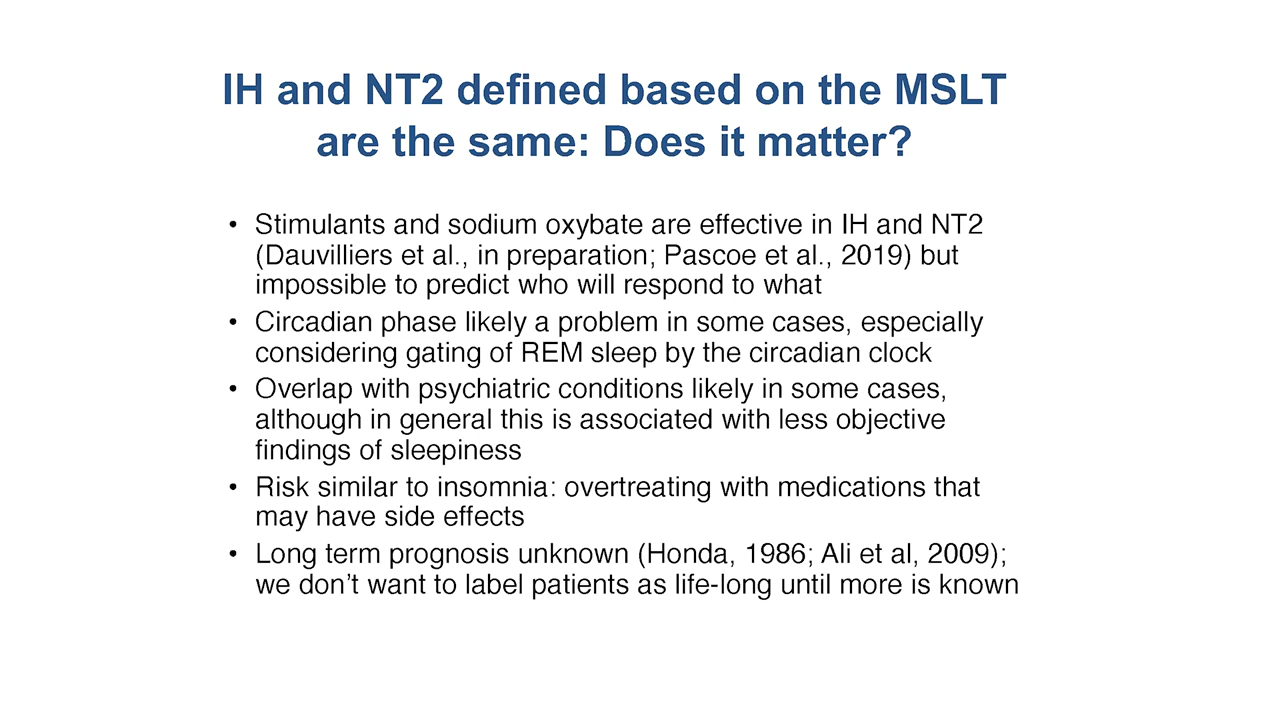 IH and NT2 defined based on the MSLT
are the same: Does it matter?
• Stimulants and sodium oxybate are effective in IH and NT2
(Dauvilliers et al., in preparation; Pascoe et al., 2019) but
impossible to predict who will respond to what
• Circadian phase likely a problem in some cases, especially
considering gating of REM sleep by the circadian clock
• Overlap with psychiatric conditions likely in some cases,
although in general this is associated with less objective
findings of sleepiness
• Risk similar to insomnia: overtreating with medications that
may have side effects
• Long term prognosis unknown (Honda, 1986; Ali et al, 2009);
we don’t want to label patients as life-long until more is known